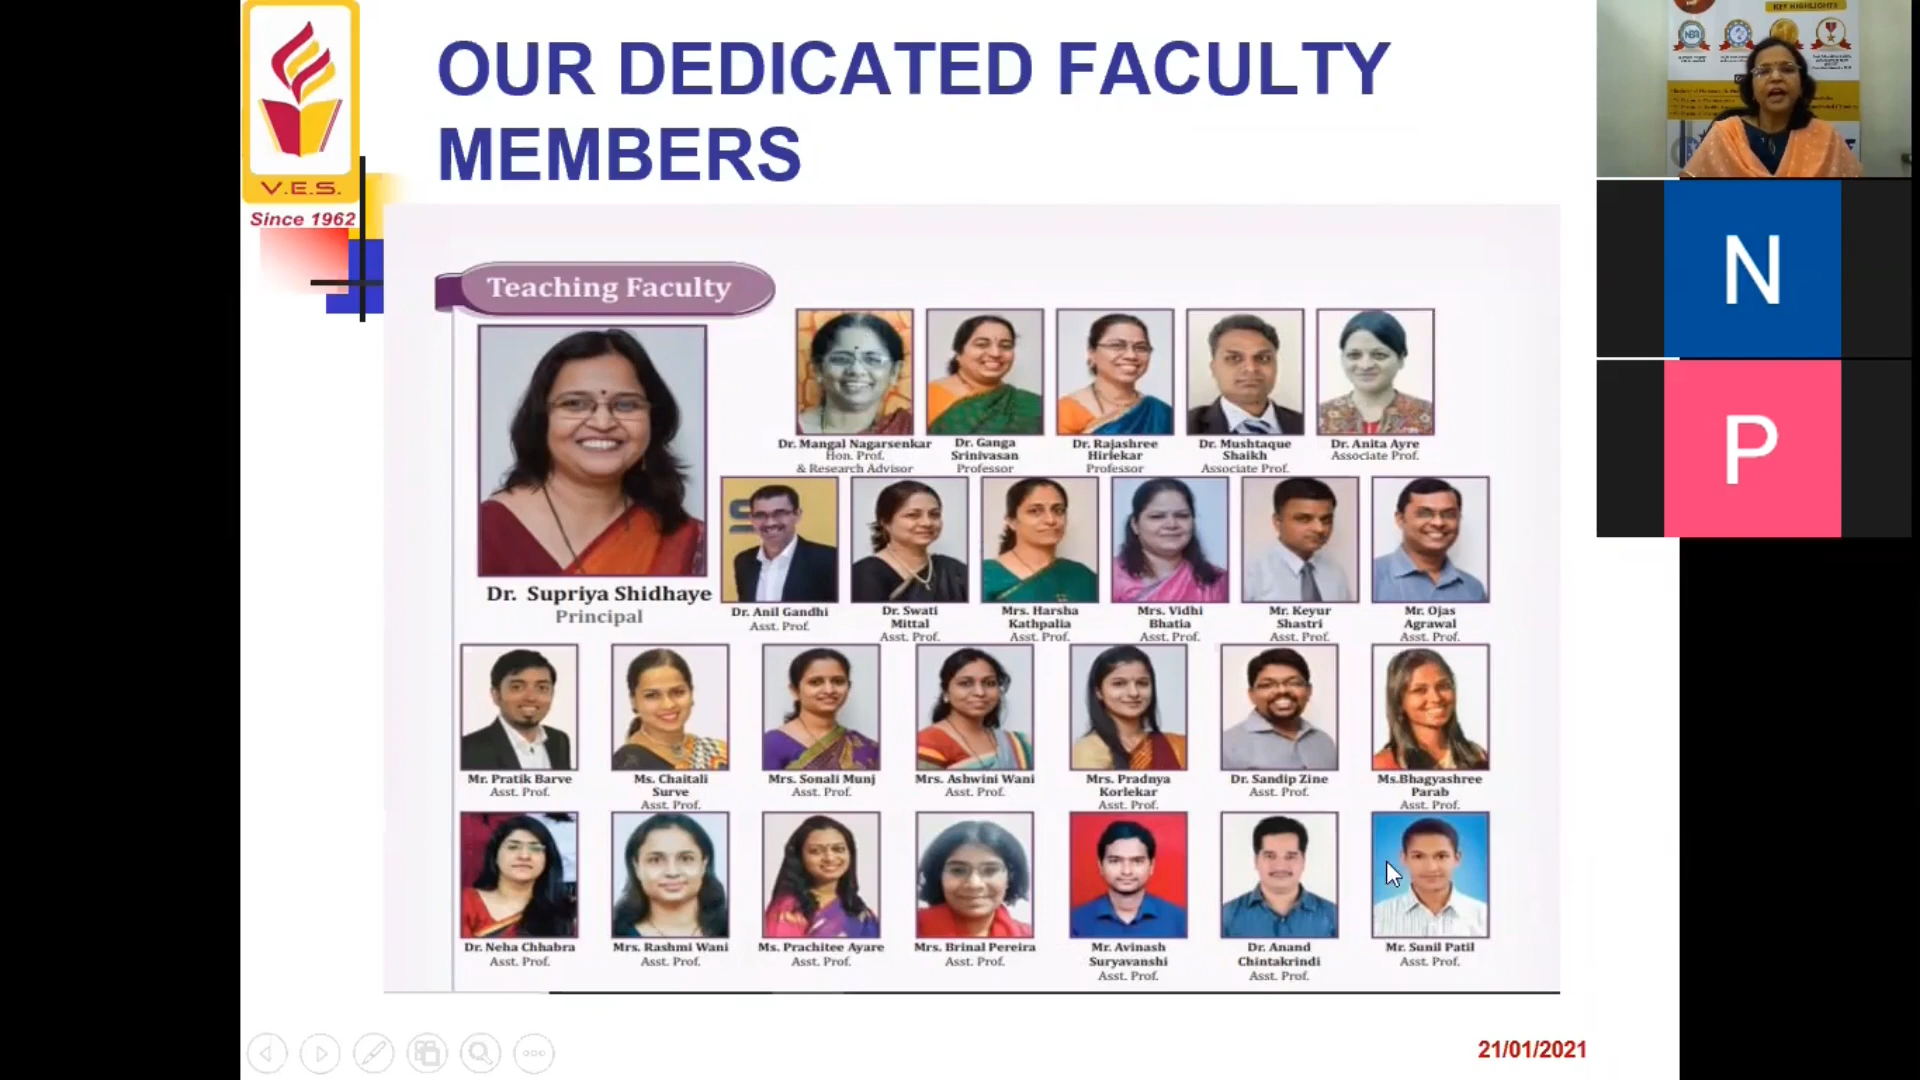 OUR DEDICATED FACULTY
MEMBERS
V.E.S.
Since 1962
KEY HIGHLIGHTS
NBA
N
P
Teaching Faculty
Dr. Supriya Shidhaye
Principal
Dr. Mangal Nagarsenkar
Hon. Prof.
& Research Advisor
Dr. Ganga
Srinivasan
Professor
Dr. Rajashree
Hirlekar
Professor
Dr. Mushtaque
Shaikh
Associate Prof.
Dr. Anita Ayre
Associate Prof.
Dr. Anil Gandhi
Asst. Prof.
Dr. Swati
Mittal
Asst. Prof.
Mrs. Harsha
Kathpalia
Asst. Prof.
Mrs. Vidhi
Bhatia
Asst. Prof.
Mr. Keyur
Shastri
Asst. Prof.
Mr. Ojas
Agrawal
Asst. Prof.
Mr. Pratik Barve
Asst. Prof.
Ms. Chaitali
Surve
Asst. Prof.
Mrs. Sonali Munj
Asst. Prof.
Mrs. Ashwini Wani
Asst. Prof.
Mrs. Pradnya
Korlekar
Asst. Prof.
Dr. Sandip Zine
Asst. Prof.
Ms.Bhagyashree
Parab
Asst. Prof.
Dr. Neha Chhabra
Asst. Prof.
Mrs. Rashmi Wani
Asst. Prof.
Ms. Prachitee Ayare
Asst. Prof.
Mrs. Brinal Pereira
Asst. Prof.
Mr. Avinash
Suryavanshi
Asst. Prof.
Dr. Anand
Chintakrindi
Asst. Prof.
Mr. Sunil Patil
Asst. Prof.
21/01/2021